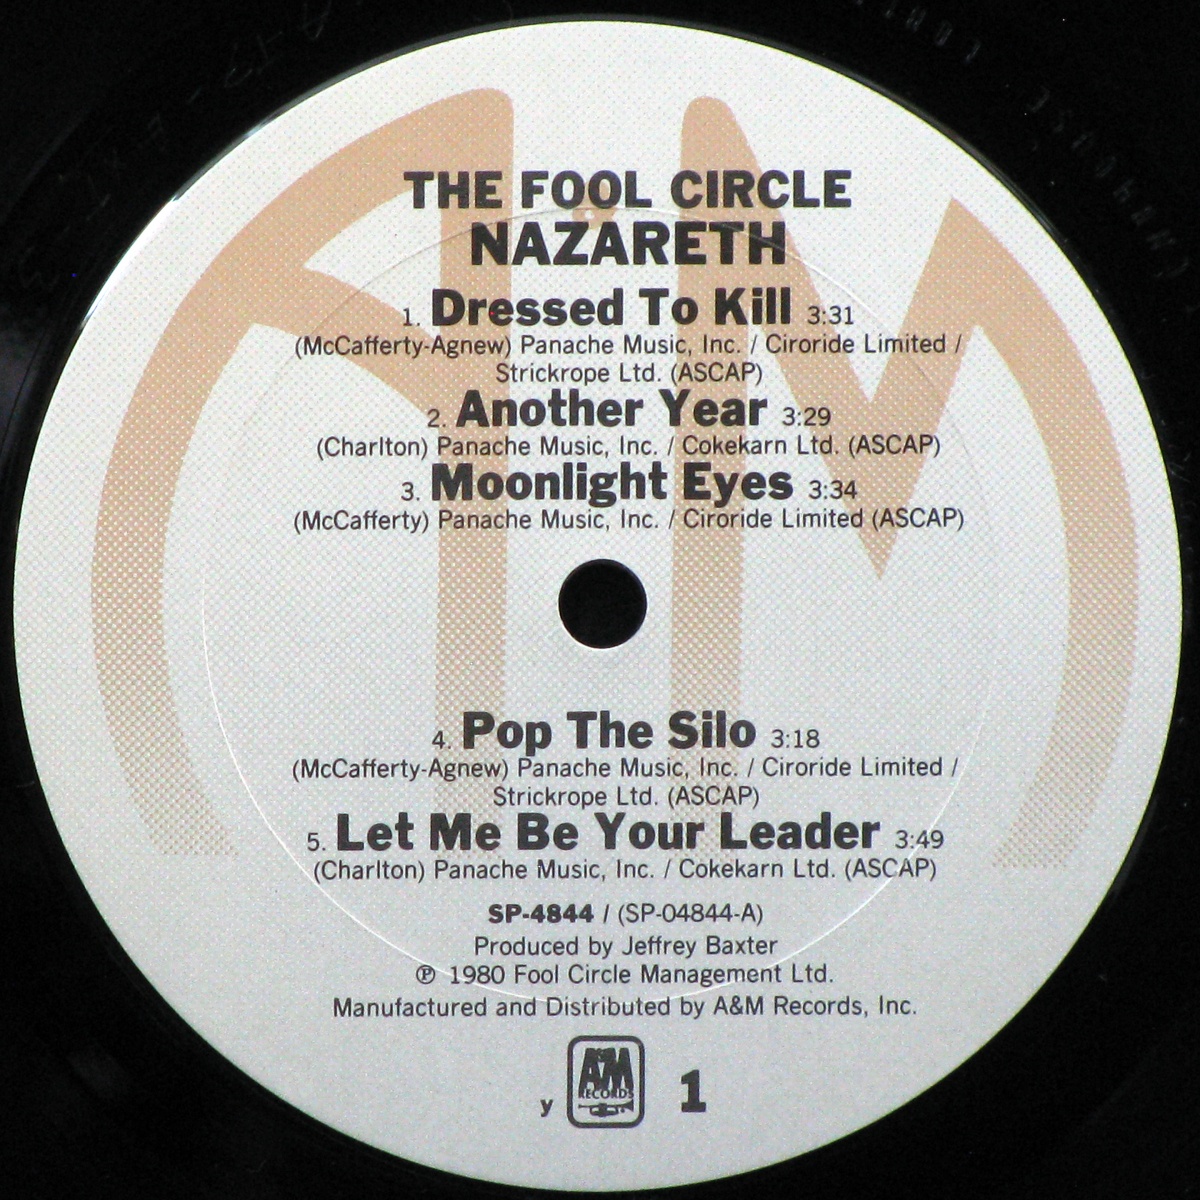 THE FOOL CIRCLE
NAZARETH
1. Dressed To Kill 3:31
(McCafferty-Agnew) Panache Music, Inc. / Ciroride Limited /
Strickrope Ltd. (ASCAP)
2. Another Year 3:29
(Charlton) Panache Music, Inc. / Cokekarn Ltd. (ASCAP)
3. Moonlight Eyes 3:34
(McCafferty) Panache Music, Inc. / Ciroride Limited (ASCAP)
4. Pop The Silo 3:18
(McCafferty-Agnew) Panache Music, Inc. / Ciroride Limited /
Strickrope Ltd. (ASCAP)
5. Let Me Be Your Leader 3:49
(Charlton) Panache Music, Inc. / Cokekarn Ltd. (ASCAP)
SP-4844 / (SP-04844-A)
Produced by Jeffrey Baxter
℗ 1980 Fool Circle Management Ltd.
Manufactured and Distributed by A&M Records, Inc.
y A&M RECORDS 1